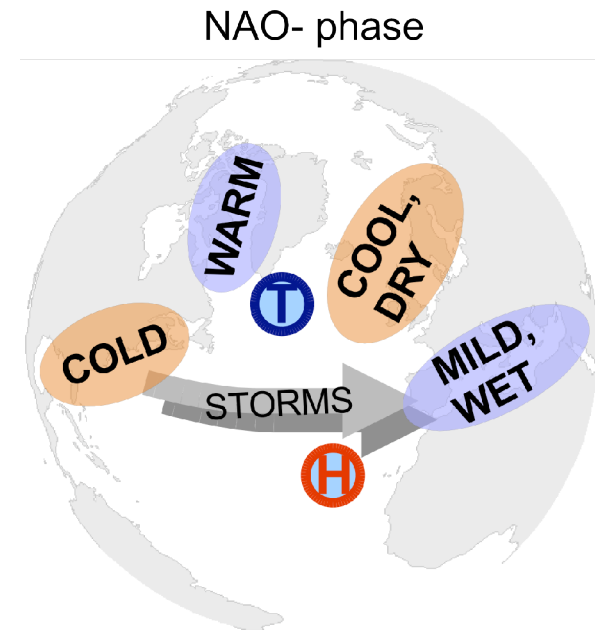 NAO- phase
WARM
COOL,
DRY
T
COLD
MILD,
WET
STORMS
H